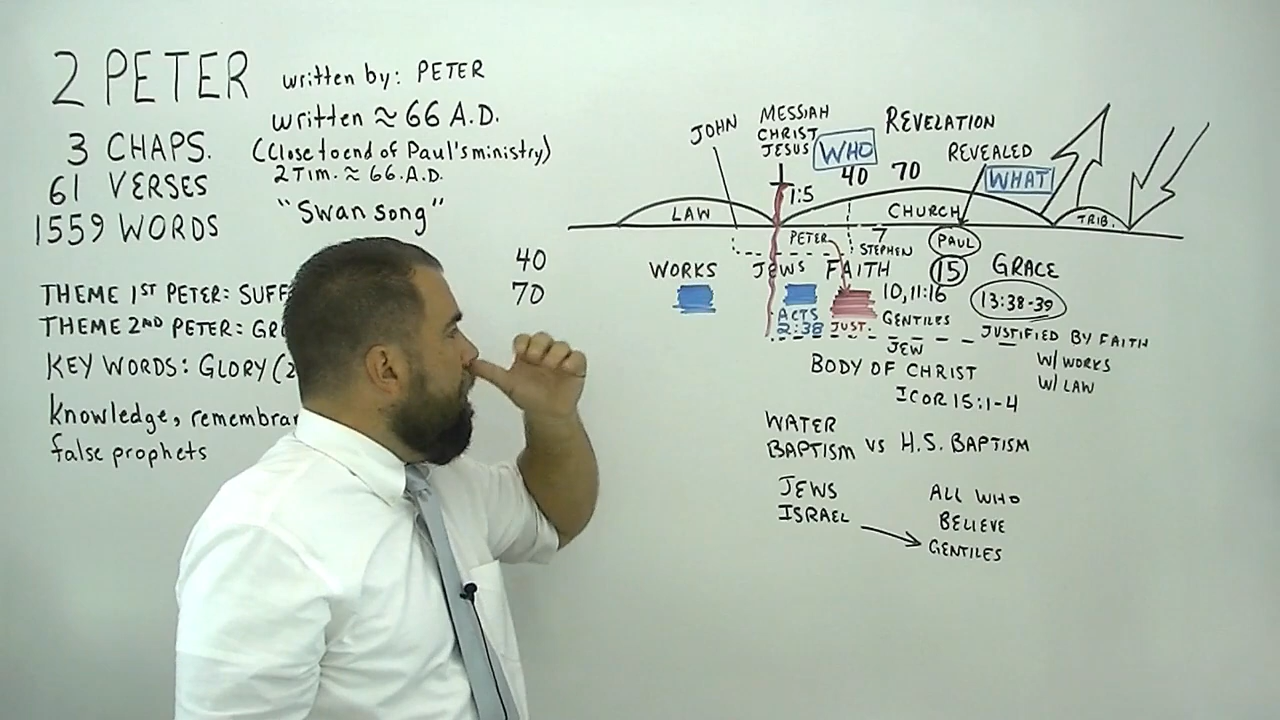 2 PETER
written by: PETER
written ≈ 66 A.D.
3 CHAPS.
(Close to end of Paul's ministry)
61 VERSES
2 Tim. ≈ 66 A.D.
1559 WORDS
"Swan song"
40
70
THEME 1ST PETER: SUFF
THEME 2ND PETER: GR
KEY WORDS: GLORY (2
Knowledge, remembra
false prophets
JOHN
MESSIAH
CHRIST
JESUS
WHO
REVELATION
REVEALED
WHAT
40 70
1:5
LAW
CHURCH
TRIB.
PETER
7
STEPHEN
PAUL
WORKS
JEWS
FAITH
15
GRACE
10, 11:16
GENTILES
13:38-39
ACTS
2:38
JUST.
JUSTIFIED BY FAITH
W/ WORKS
W/ LAW
JEW
BODY OF CHRIST
I COR 15:1-4
WATER
BAPTISM VS H.S. BAPTISM
JEWS
ISRAEL
ALL WHO
BELIEVE
GENTILES